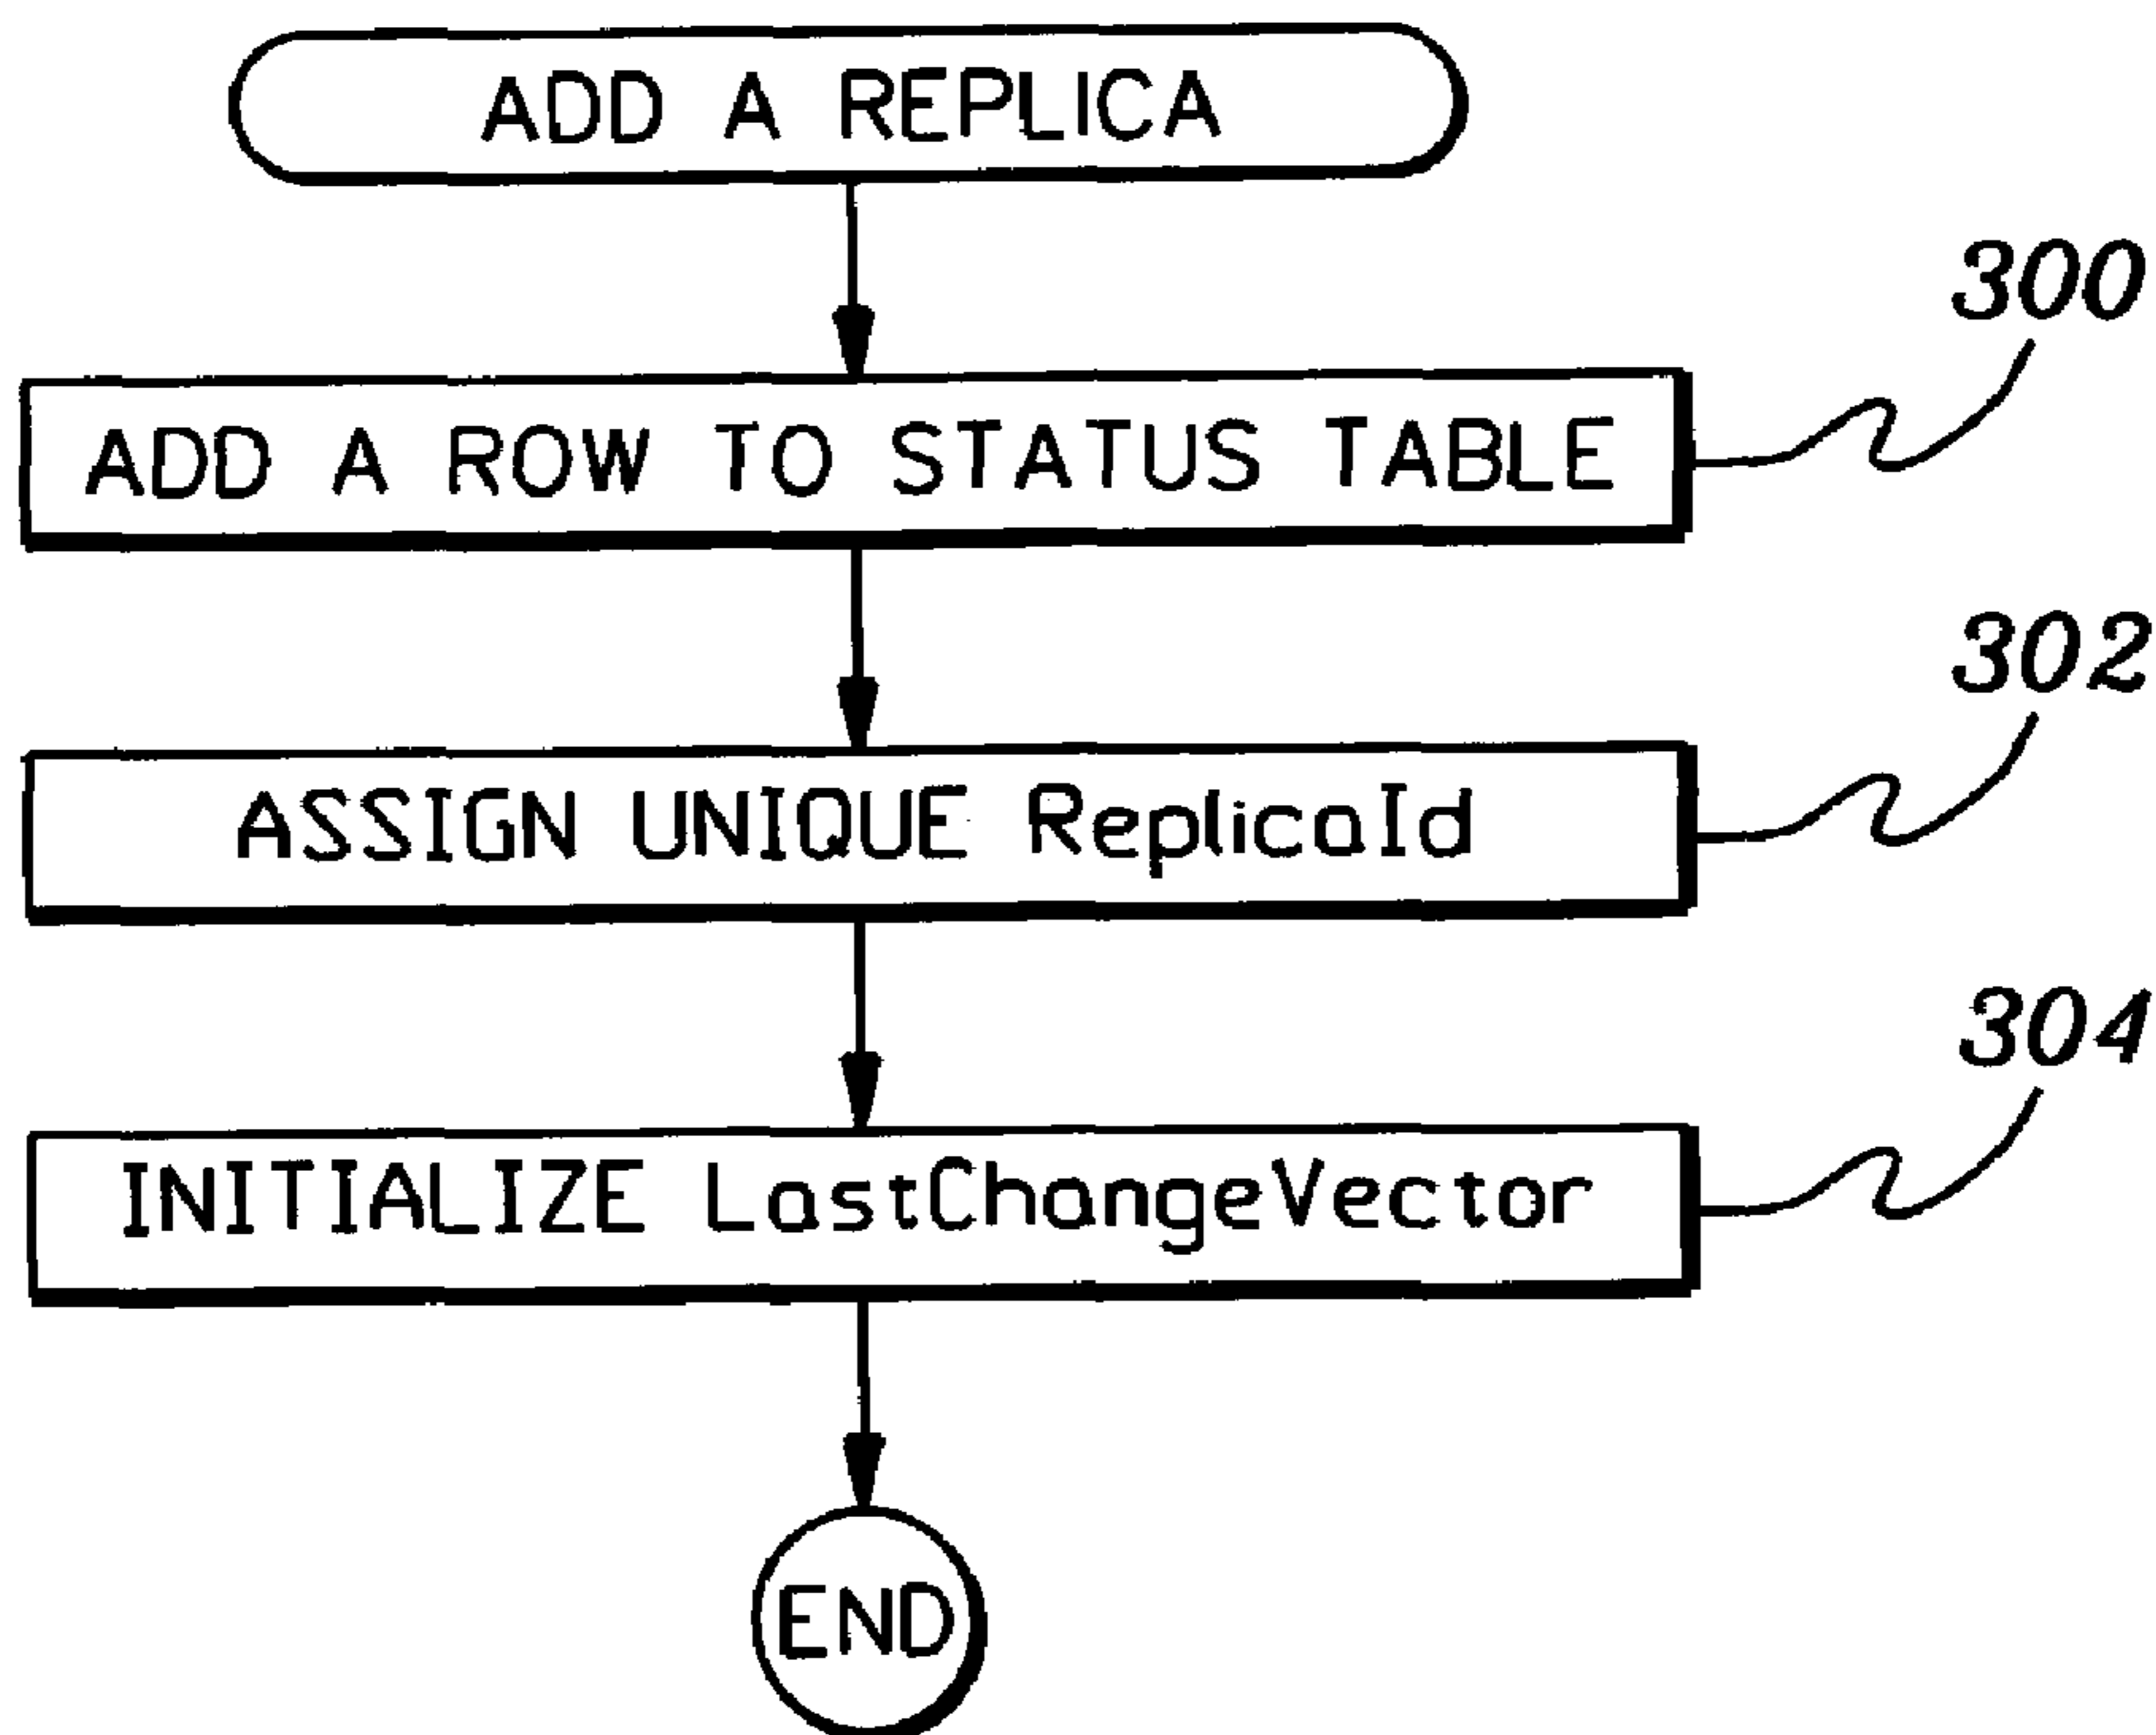 ADD A REPLICA
300
ADD A ROW TO STATUS TABLE
302
ASSIGN UNIQUE ReplicaId
304
INITIALIZE LastChangeVector
END